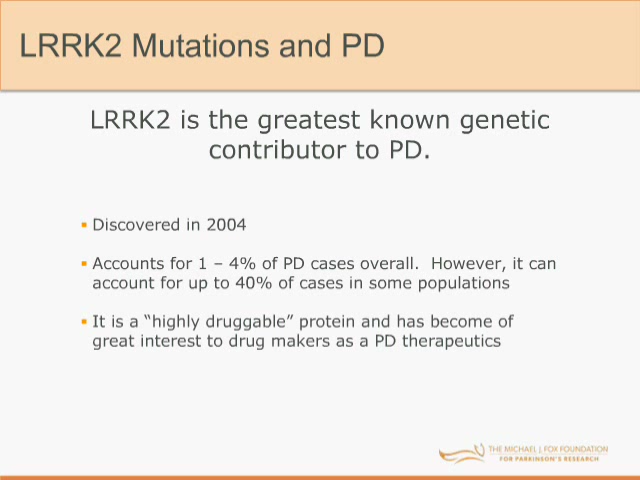 LRRK2 Mutations and PD
LRRK2 is the greatest known genetic
contributor to PD.
▪ Discovered in 2004
▪ Accounts for 1 – 4% of PD cases overall.  However, it can
account for up to 40% of cases in some populations
▪ It is a “highly druggable” protein and has become of
great interest to drug makers as a PD therapeutics
THE MICHAEL J. FOX FOUNDATION
FOR PARKINSON'S RESEARCH